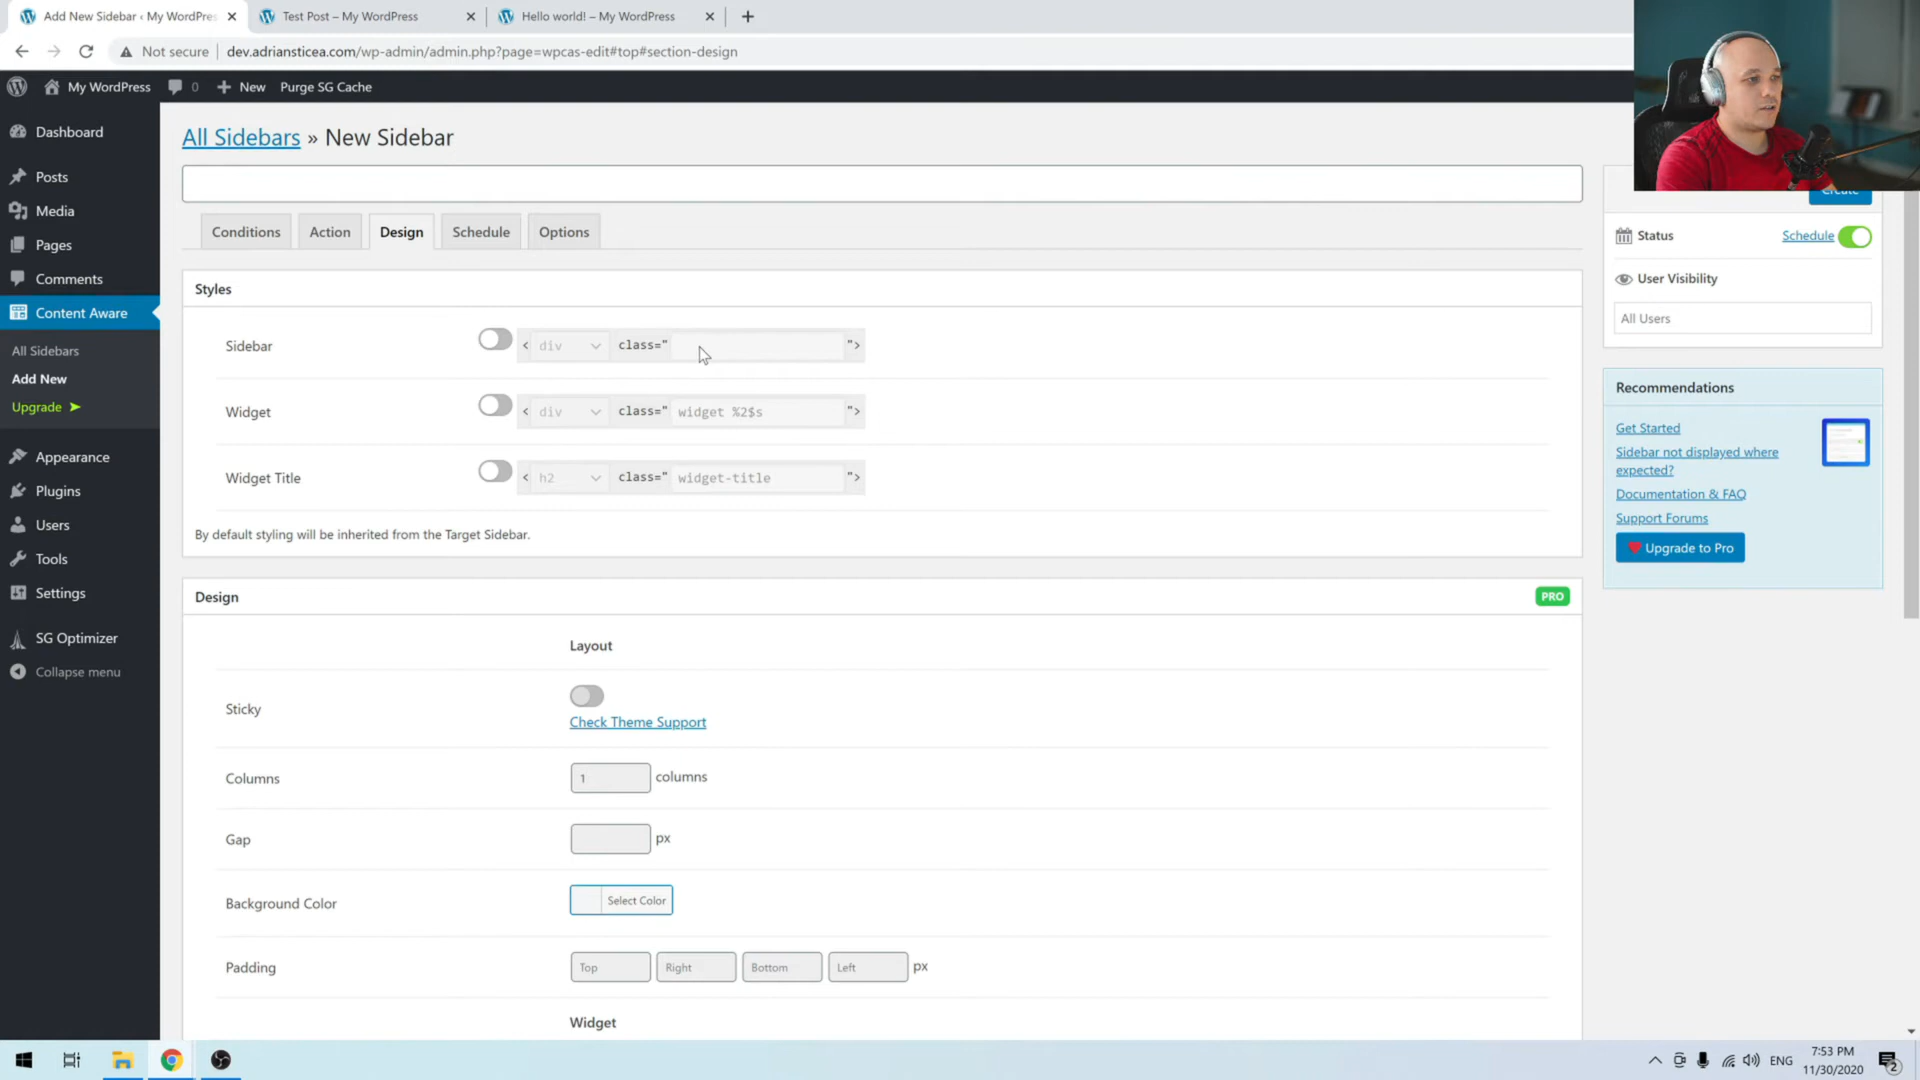 Add New Sidebar ‹ My WordPres
Test Post – My WordPress
Hello world! – My WordPress
Not secure
dev.adriansticea.com/wp-admin/admin.php?page=wpcas-edit#top#section-design
My WordPress
0
New
Purge SG Cache
Dashboard
Posts
Media
Pages
Comments
Content Aware
All Sidebars
Add New
Upgrade ➤
Appearance
Plugins
Users
Tools
Settings
SG Optimizer
Collapse menu
All Sidebars » New Sidebar
Conditions
Action
Design
Schedule
Options
Styles
Sidebar
< div class=" ">
Widget
< div class=" widget %2$s ">
Widget Title
< h2 class=" widget-title ">
By default styling will be inherited from the Target Sidebar.
Design
PRO
Layout
Sticky
Check Theme Support
Columns
1 columns
Gap
px
Background Color
Select Color
Padding
Top Right Bottom Left px
Widget
Create
Status
Schedule
User Visibility
All Users
Recommendations
Get Started
Sidebar not displayed where
expected?
Documentation & FAQ
Support Forums
Upgrade to Pro
ENG
7:53 PM
11/30/2020
2